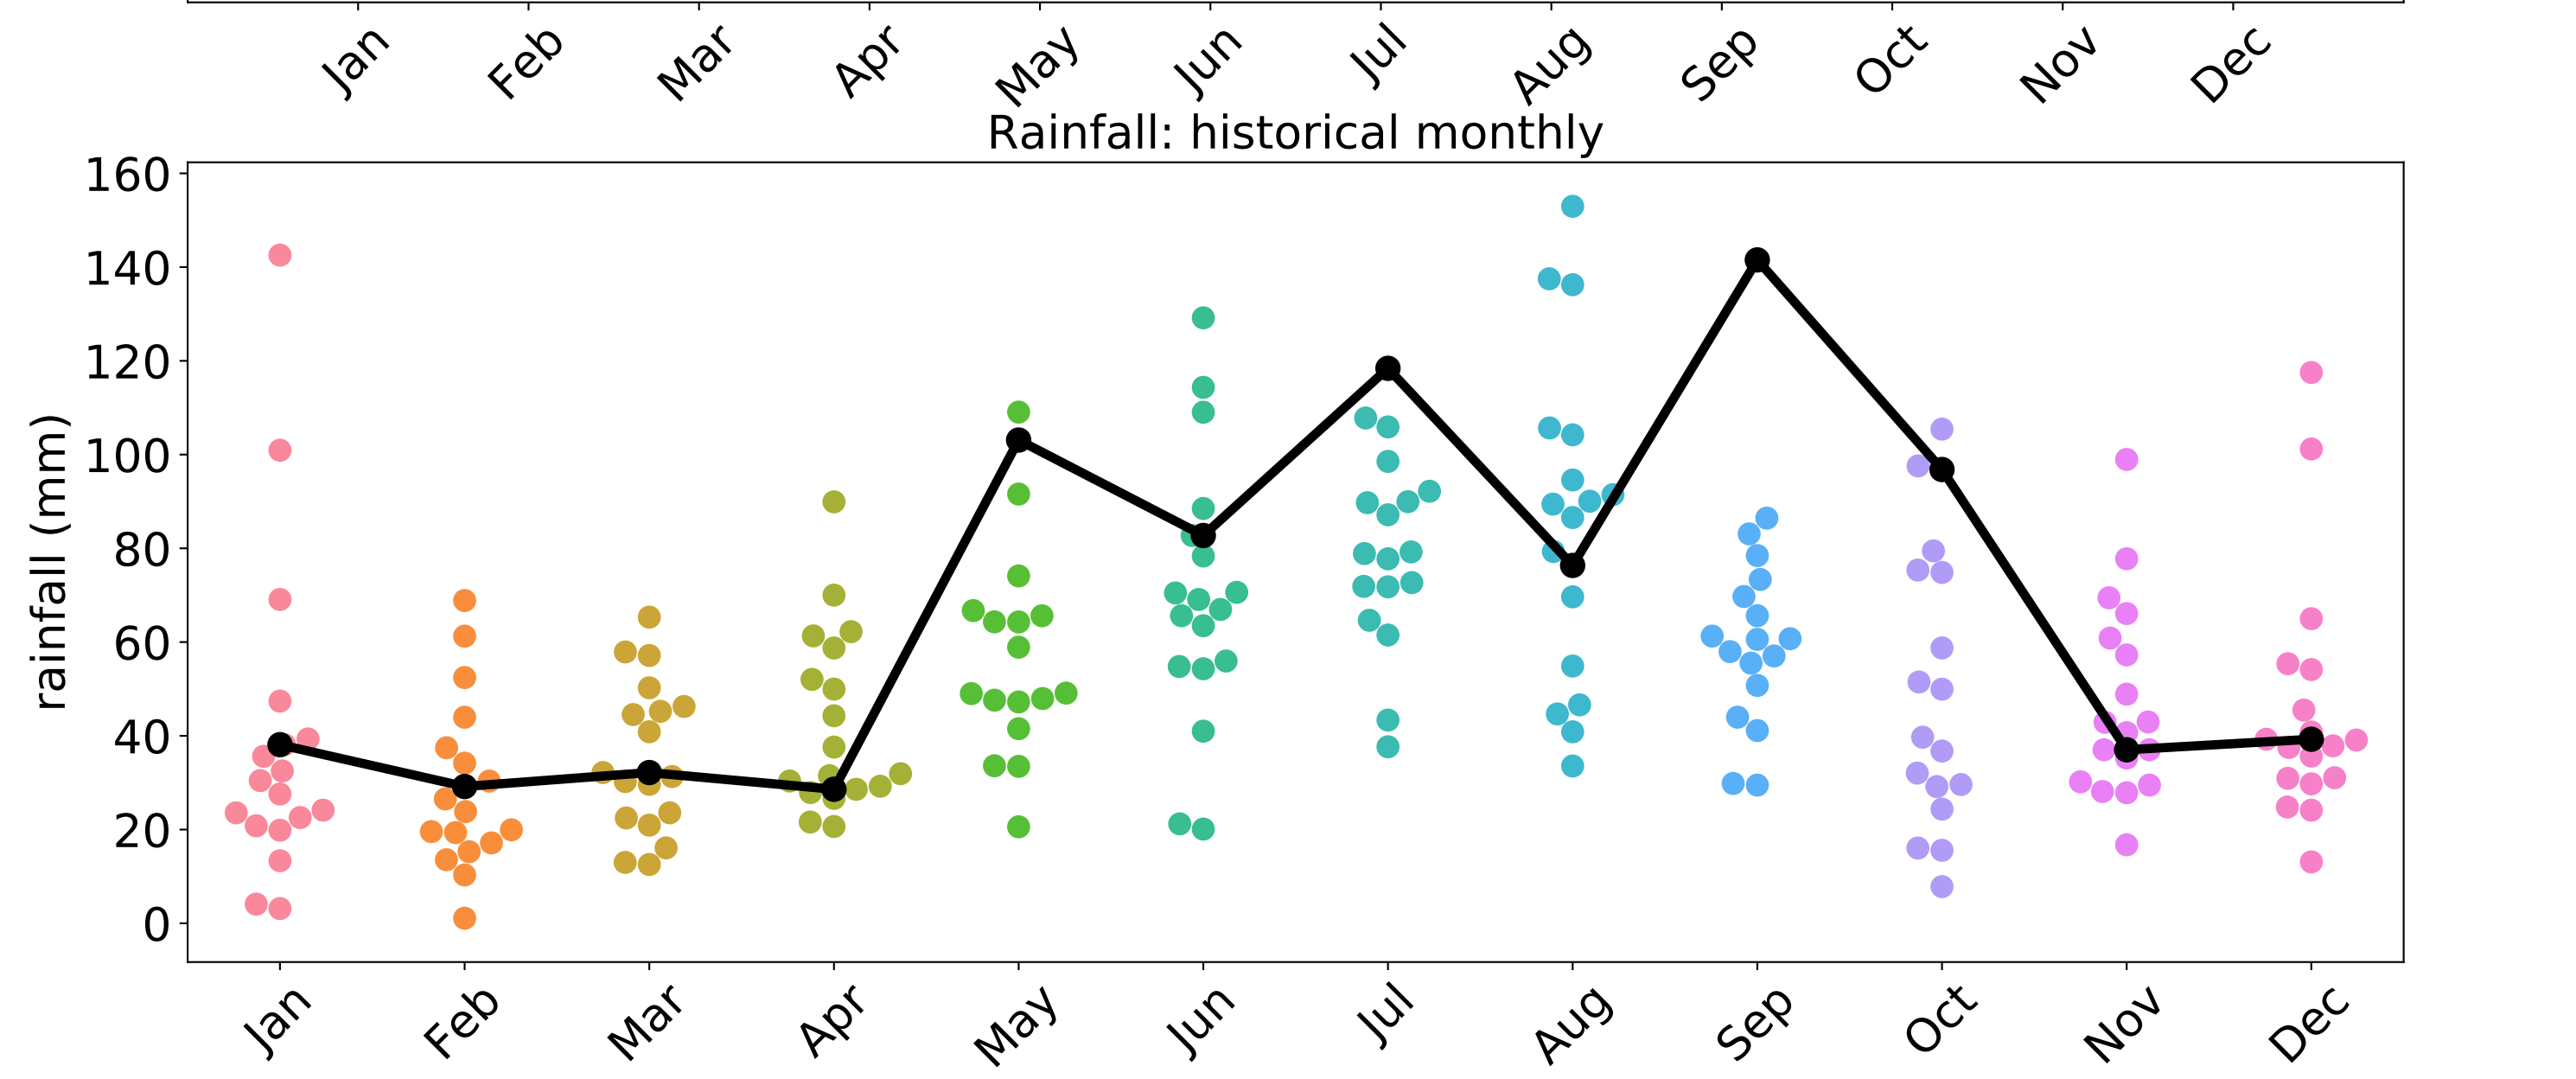 Jan Feb Mar Apr May Jun Jul Aug Sep Oct Nov Dec
Rainfall: historical monthly
160
140
120
100
80
60
40
20
0
rainfall (mm)
Jan Feb Mar Apr May Jun Jul Aug Sep Oct Nov Dec